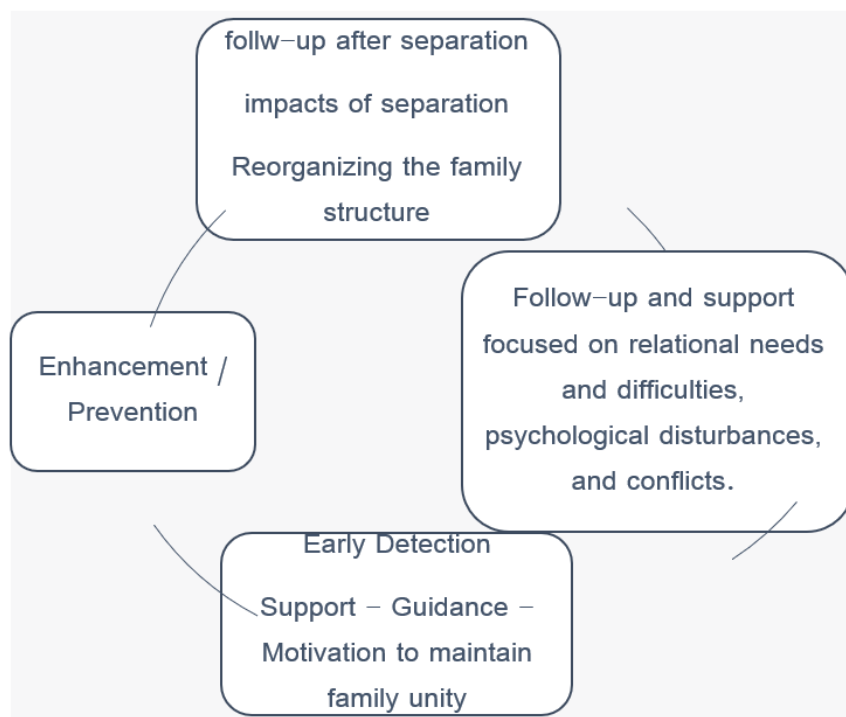 follw-up after separation
impacts of separation
Reorganizing the family
structure
Follow-up and support
focused on relational needs
and difficulties,
psychological disturbances,
and conflicts.
Enhancement /
Prevention
Early Detection
Support – Guidance –
Motivation to maintain
family unity